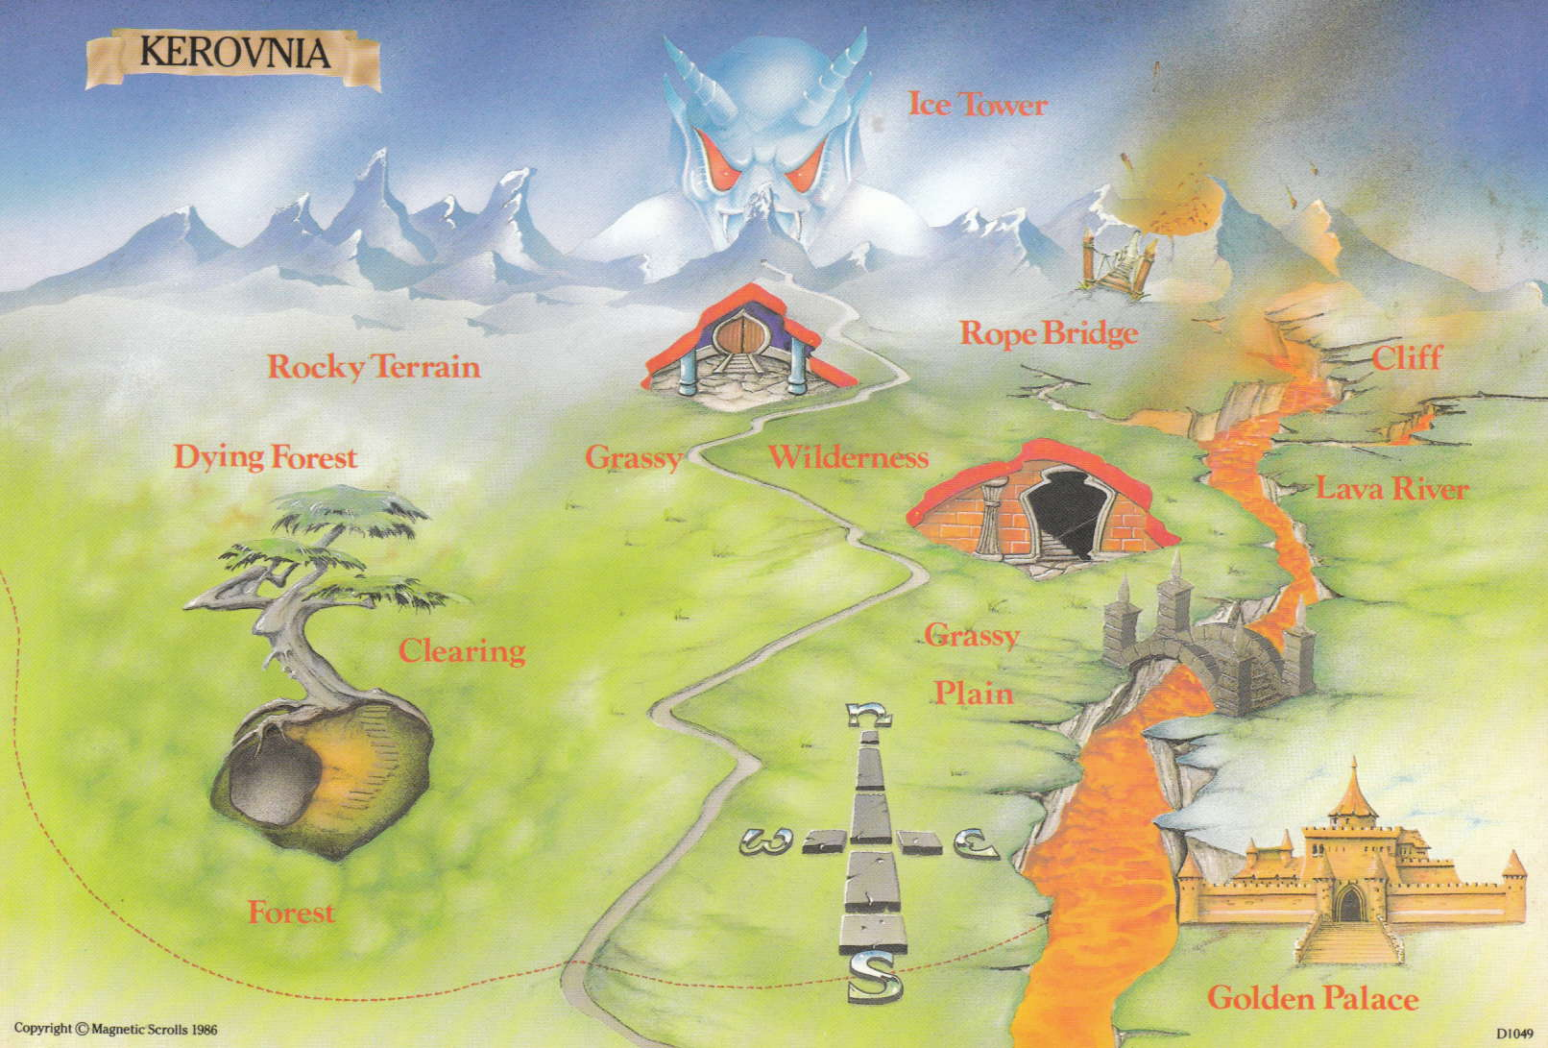 KEROVNIA
Ice Tower
Rope Bridge
Rocky Terrain
Cliff
Dying Forest
Grassy Wilderness
Lava River
Clearing
Grassy
Plain
n
w e
s
Forest
Golden Palace
Copyright © Magnetic Scrolls 1986
D1049